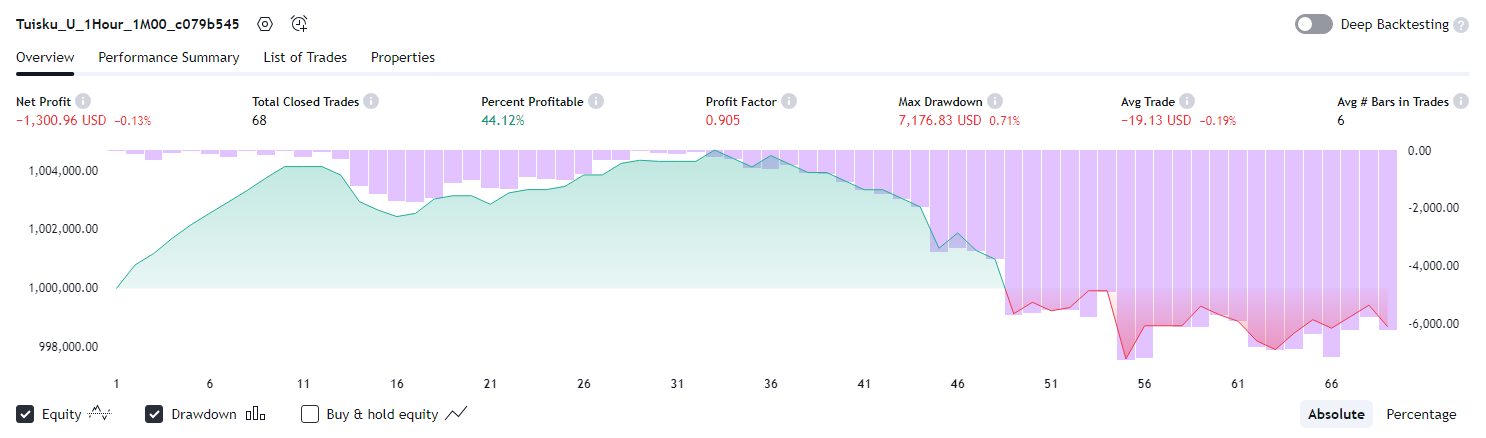 Tuisku_U_1Hour_1M00_c079b545
Deep Backtesting ?
Overview Performance Summary List of Trades Properties
Net Profit i Total Closed Trades i Percent Profitable i Profit Factor i Max Drawdown i Avg Trade i Avg # Bars in Trades i
−1,300.96 USD −0.13% 68 44.12% 0.905 7,176.83 USD 0.71% −19.13 USD −0.19% 6
0.00
1,004,000.00
−2,000.00
1,002,000.00
−4,000.00
1,000,000.00
−6,000.00
998,000.00
1 6 11 16 21 26 31 36 41 46 51 56 61 66
Equity Drawdown Buy & hold equity Absolute Percentage